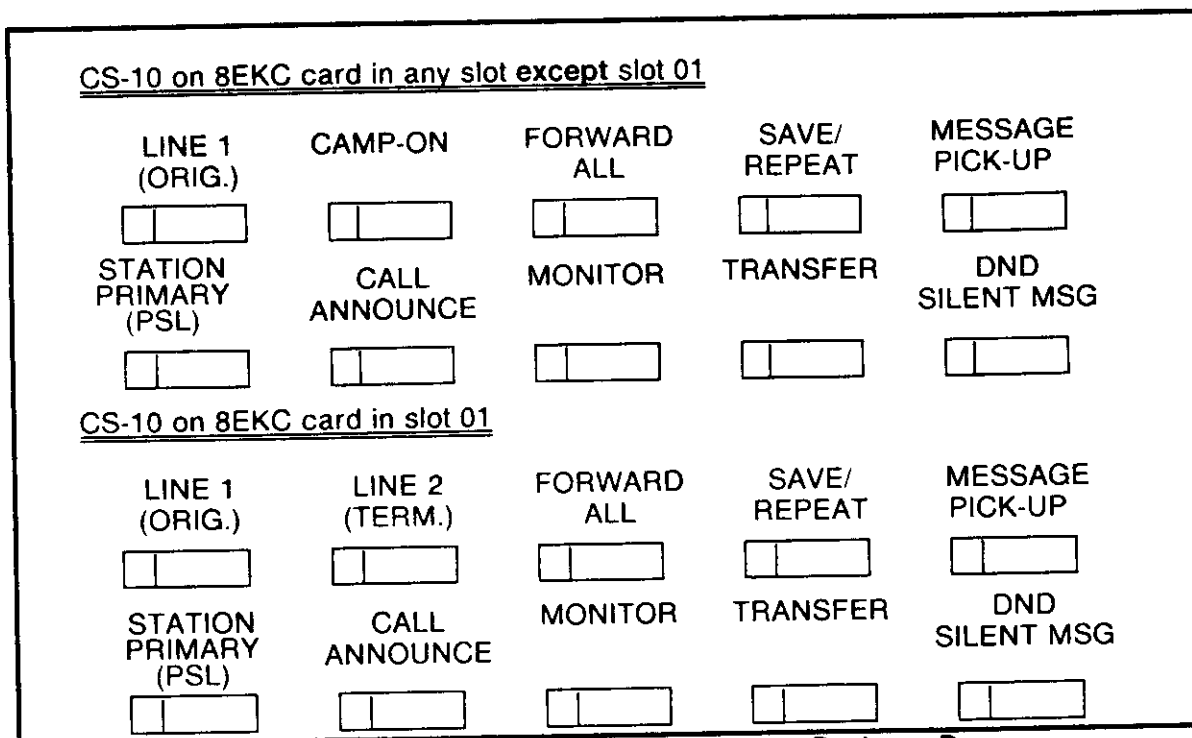 CS-10 on 8EKC card in any slot except slot 01
LINE 1
(ORIG.)
CAMP-ON
FORWARD
ALL
SAVE/
REPEAT
MESSAGE
PICK-UP
STATION
PRIMARY
(PSL)
CALL
ANNOUNCE
MONITOR
TRANSFER
DND
SILENT MSG
CS-10 on 8EKC card in slot 01
LINE 1
(ORIG.)
LINE 2
(TERM.)
FORWARD
ALL
SAVE/
REPEAT
MESSAGE
PICK-UP
STATION
PRIMARY
(PSL)
CALL
ANNOUNCE
MONITOR
TRANSFER
DND
SILENT MSG